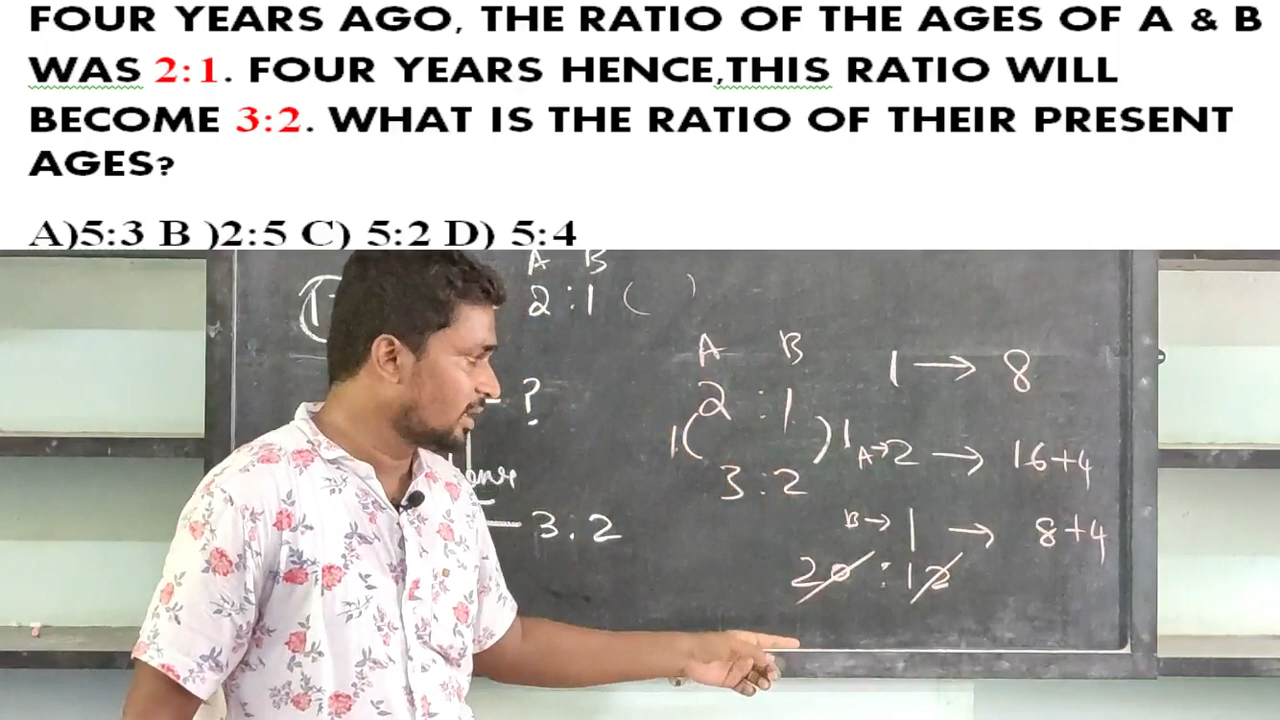 FOUR YEARS AGO, THE RATIO OF THE AGES OF A & B
WAS 2:1. FOUR YEARS HENCE,THIS RATIO WILL
BECOME 3:2. WHAT IS THE RATIO OF THEIR PRESENT
AGES?
A)5:3 B )2:5 C) 5:2 D) 5:4
A B
2 : 1 ( )
- ?
- 3 : 2
A B
2 : 1
1( )1
3 : 2
1 → 8
A→2 → 16+4
B→ 1 → 8+4
20 : 12